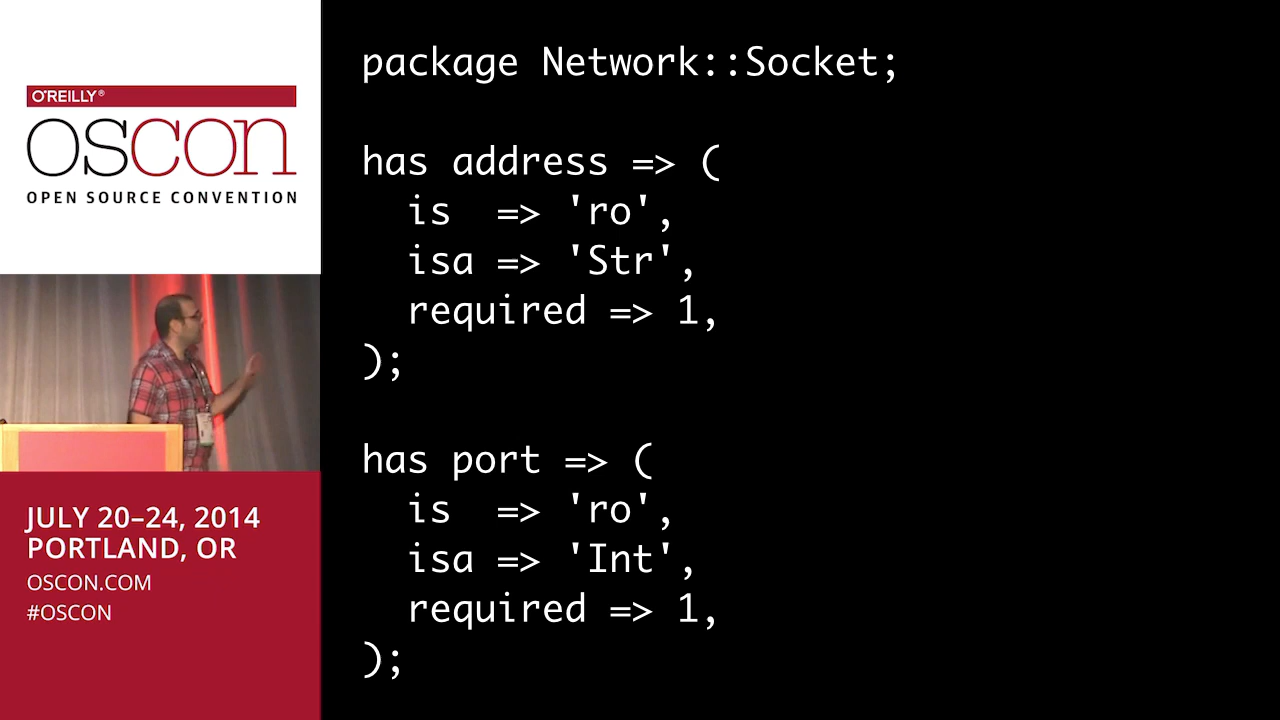 O'REILLY®
OSCON
OPEN SOURCE CONVENTION
JULY 20–24, 2014
PORTLAND, OR
OSCON.COM
#OSCON
package Network::Socket;
has address => (
  is  => 'ro',
  isa => 'Str',
  required => 1,
);
has port => (
  is  => 'ro',
  isa => 'Int',
  required => 1,
);